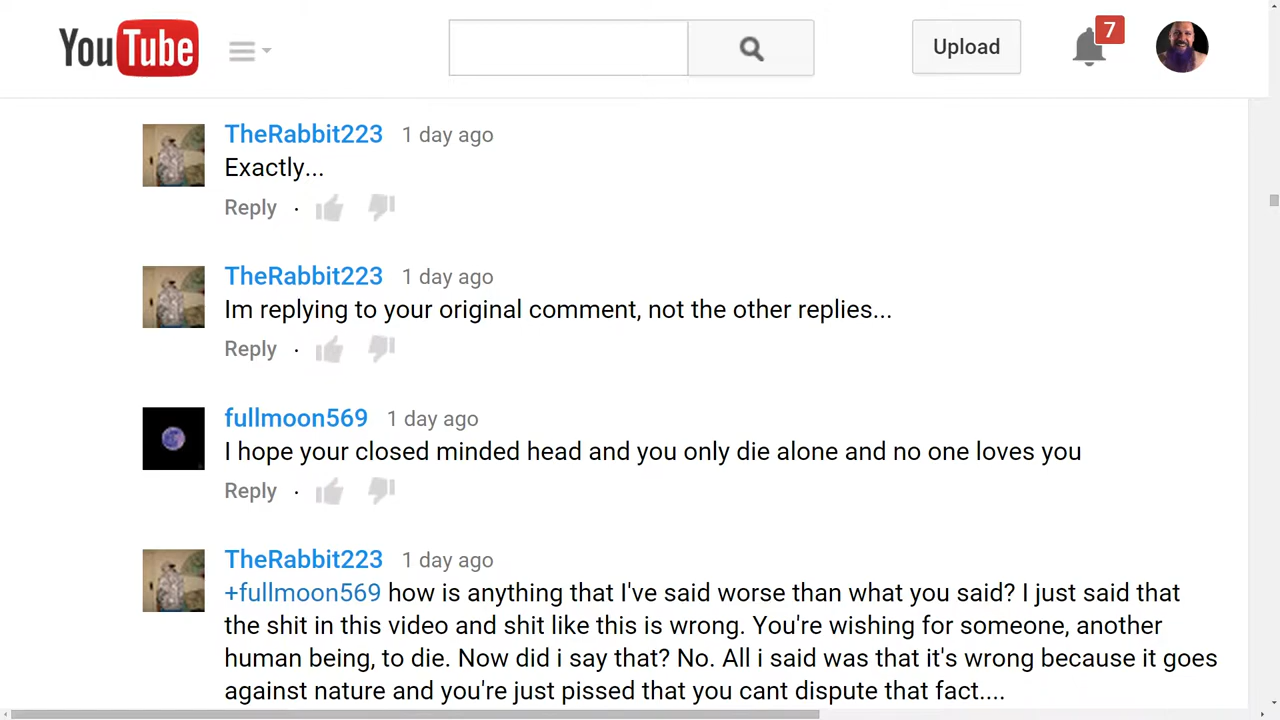 YouTube
Upload
7
TheRabbit223 1 day ago
Exactly...
Reply ·
TheRabbit223 1 day ago
Im replying to your original comment, not the other replies...
Reply ·
fullmoon569 1 day ago
I hope your closed minded head and you only die alone and no one loves you
Reply ·
TheRabbit223 1 day ago
+fullmoon569 how is anything that I've said worse than what you said? I just said that
the shit in this video and shit like this is wrong. You're wishing for someone, another
human being, to die. Now did i say that? No. All i said was that it's wrong because it goes
against nature and you're just pissed that you cant dispute that fact....